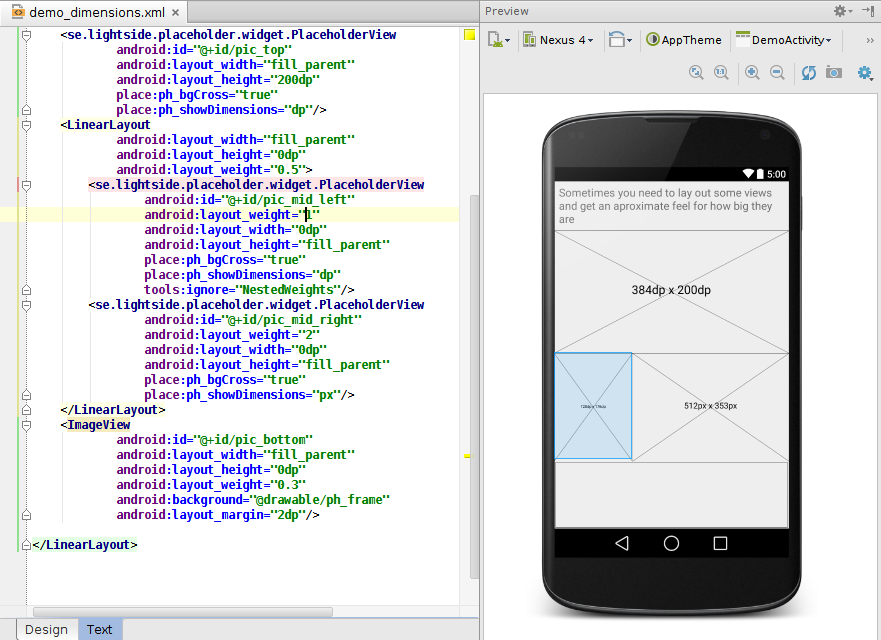 demo_dimensions.xml
<se.lightside.placeholder.widget.PlaceholderView
android:id="@+id/pic_top"
android:layout_width="fill_parent"
android:layout_height="200dp"
place:ph_bgCross="true"
place:ph_showDimensions="dp"/>
<LinearLayout
android:layout_width="fill_parent"
android:layout_height="0dp"
android:layout_weight="0.5">
<se.lightside.placeholder.widget.PlaceholderView
android:id="@+id/pic_mid_left"
android:layout_weight="1"
android:layout_width="0dp"
android:layout_height="fill_parent"
place:ph_bgCross="true"
place:ph_showDimensions="dp"
tools:ignore="NestedWeights"/>
<se.lightside.placeholder.widget.PlaceholderView
android:id="@+id/pic_mid_right"
android:layout_weight="2"
android:layout_width="0dp"
android:layout_height="fill_parent"
place:ph_bgCross="true"
place:ph_showDimensions="px"/>
</LinearLayout>
<ImageView
android:id="@+id/pic_bottom"
android:layout_width="fill_parent"
android:layout_height="0dp"
android:layout_weight="0.3"
android:background="@drawable/ph_frame"
android:layout_margin="2dp"/>
</LinearLayout>
Design Text
Preview
Nexus 4 AppTheme DemoActivity »
1:1
5:00
Sometimes you need to lay out some views
and get an aproximate feel for how big they
are
384dp x 200dp
512px x 353px